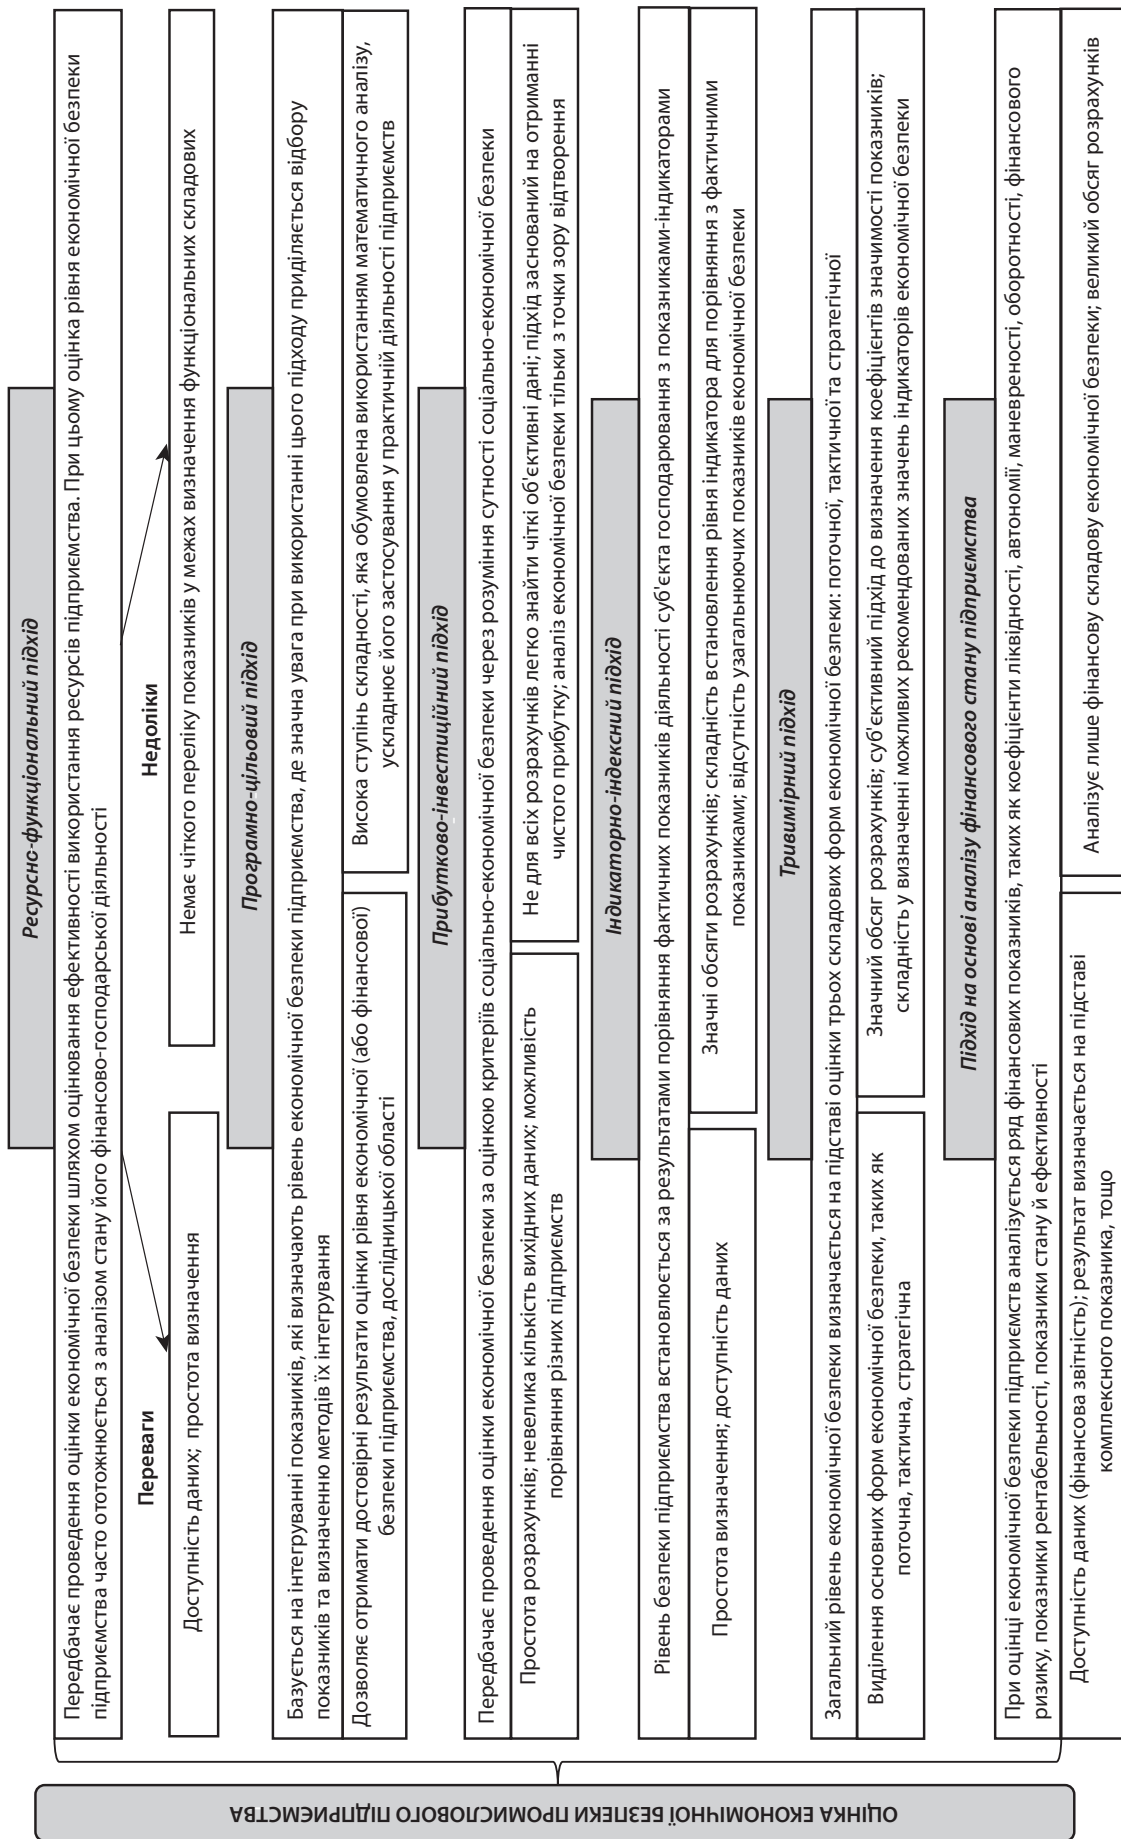 ОЦІНКА ЕКОНОМІЧНОЇ БЕЗПЕКИ ПРОМИСЛОВОГО ПІДПРИЄМСТВА
Ресурсно-функціональний підхід
Передбачає проведення оцінки економічної безпеки шляхом оцінювання ефективності використання ресурсів підприємства. При цьому оцінка рівня економічної безпеки
підприємства часто ототожнюється з аналізом стану його фінансово-господарської діяльності
Переваги
Недоліки
Доступність даних; простота визначення
Немає чіткого переліку показників у межах визначення функціональних складових
Програмно-цільовий підхід
Базується на інтегруванні показників, які визначають рівень економічної безпеки підприємства, де значна увага при використанні цього підходу приділяється відбору
показників та визначенню методів їх інтегрування
Дозволяє отримати достовірні результати оцінки рівня економічної (або фінансової)
безпеки підприємства, дослідницької області
Висока ступінь складності, яка обумовлена використанням математичного аналізу,
ускладнює його застосування у практичній діяльності підприємств
Прибутково-інвестиційний підхід
Передбачає проведення оцінки економічної безпеки за оцінкою критеріїв соціально-економічної безпеки через розуміння сутності соціально-економічної безпеки
Простота розрахунків; невелика кількість вихідних даних; можливість
порівняння різних підприємств
Не для всіх розрахунків легко знайти чіткі об'єктивні дані; підхід заснований на отриманні
чистого прибутку; аналіз економічної безпеки тільки з точки зору відтворення
Індикаторно-індексний підхід
Рівень безпеки підприємства встановлюється за результатами порівняння фактичних показників діяльності суб'єкта господарювання з показниками-індикаторами
Простота визначення; доступність даних
Значні обсяги розрахунків; складність встановлення рівня індикатора для порівняння з фактичними
показниками; відсутність узагальнюючих показників економічної безпеки
Тривимірний підхід
Загальний рівень економічної безпеки визначається на підставі оцінки трьох складових форм економічної безпеки: поточної, тактичної та стратегічної
Виділення основних форм економічної безпеки, таких як
поточна, тактична, стратегічна
Значний обсяг розрахунків; суб'єктивний підхід до визначення коефіцієнтів значимості показників;
складність у визначенні можливих рекомендованих значень індикаторів економічної безпеки
Підхід на основі аналізу фінансового стану підприємства
При оцінці економічної безпеки підприємств аналізується ряд фінансових показників, таких як коефіцієнти ліквідності, автономії, маневреності, оборотності, фінансового
ризику, показники рентабельності, показники стану й ефективності
Доступність даних (фінансова звітність); результат визначається на підставі
комплексного показника, тощо
Аналізує лише фінансову складову економічної безпеки; великий обсяг розрахунків